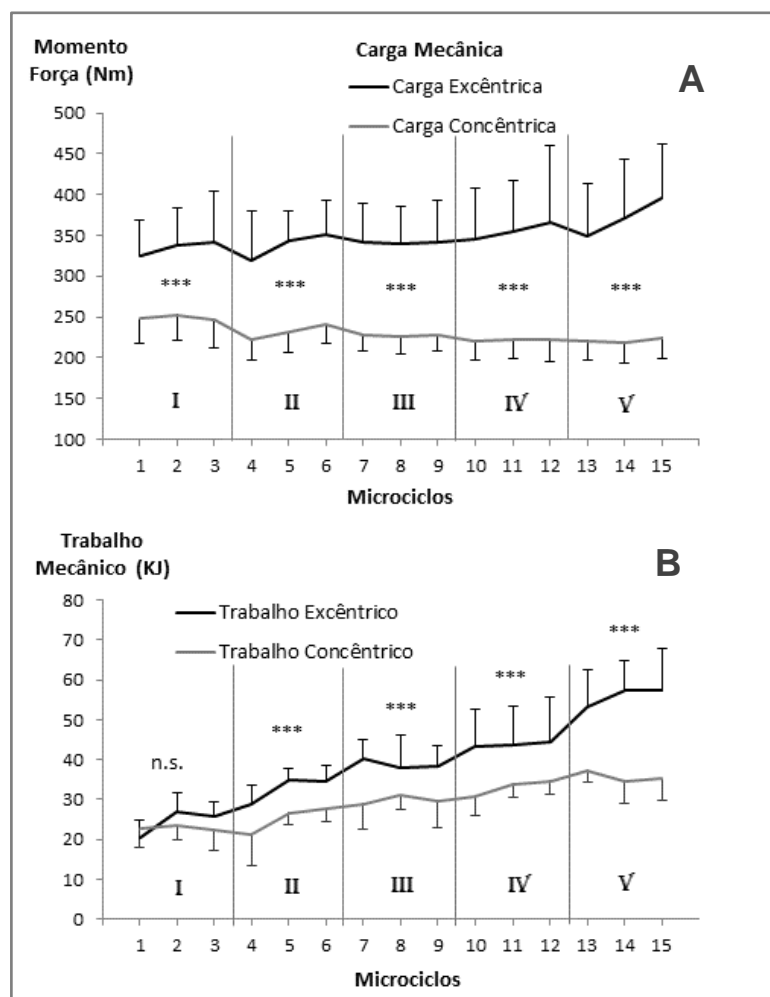 Momento
Força (Nm)
Carga Mecânica
A
Carga Excêntrica
Carga Concêntrica
500
450
400
350
300
250
200
150
100
*** *** *** *** ***
I II III IV V
1 2 3 4 5 6 7 8 9 10 11 12 13 14 15
Microciclos
Trabalho
Mecânico (KJ)
B
Trabalho Excêntrico
Trabalho Concêntrico
80
70
60
50
40
30
20
10
0
n.s. *** *** *** ***
I II III IV V
1 2 3 4 5 6 7 8 9 10 11 12 13 14 15
Microciclos